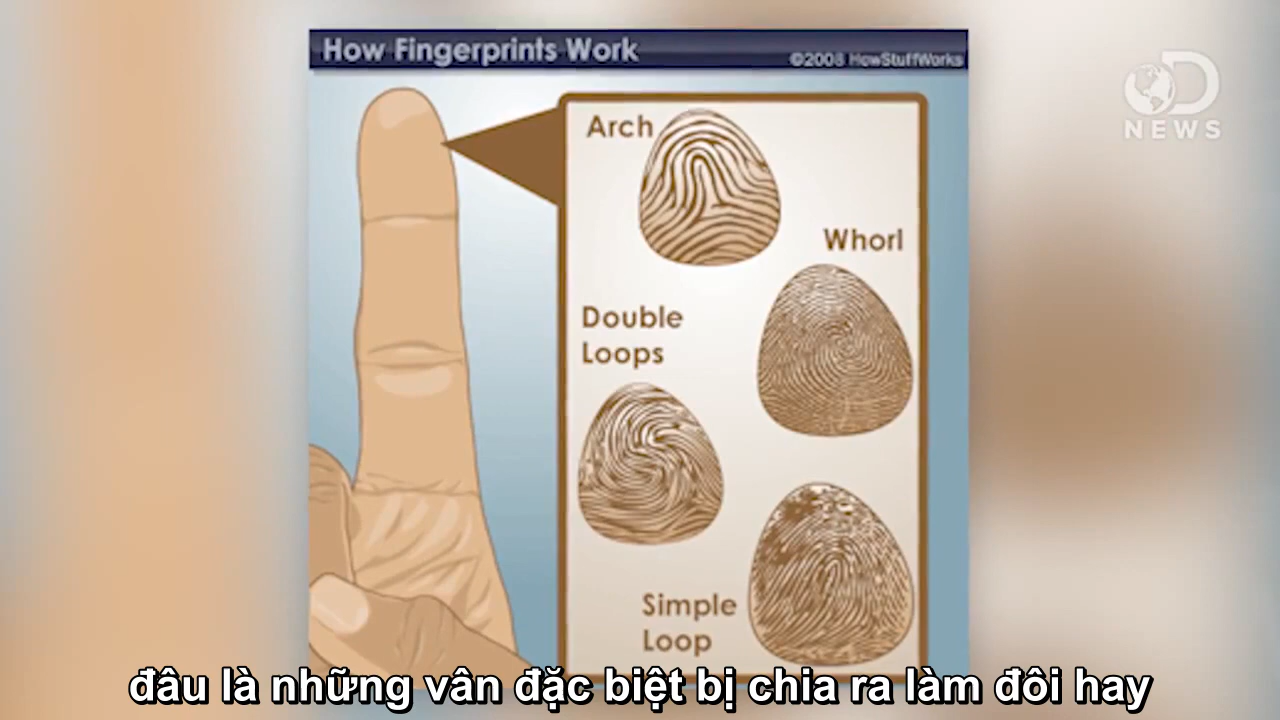 How Fingerprints Work
©2008 HowStuffWorks
D
NEWS
Arch
Whorl
Double
Loops
Simple
Loop
đâu là những vân đặc biệt bị chia ra làm đôi hay